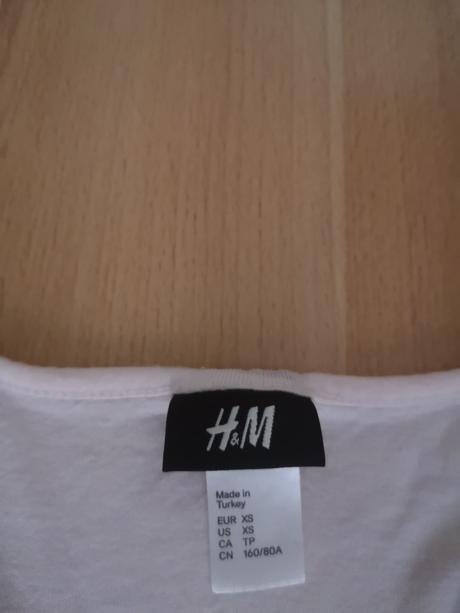 H&M
Made in
Turkey
EUR XS
US XS
CA TP
CN 160/80A